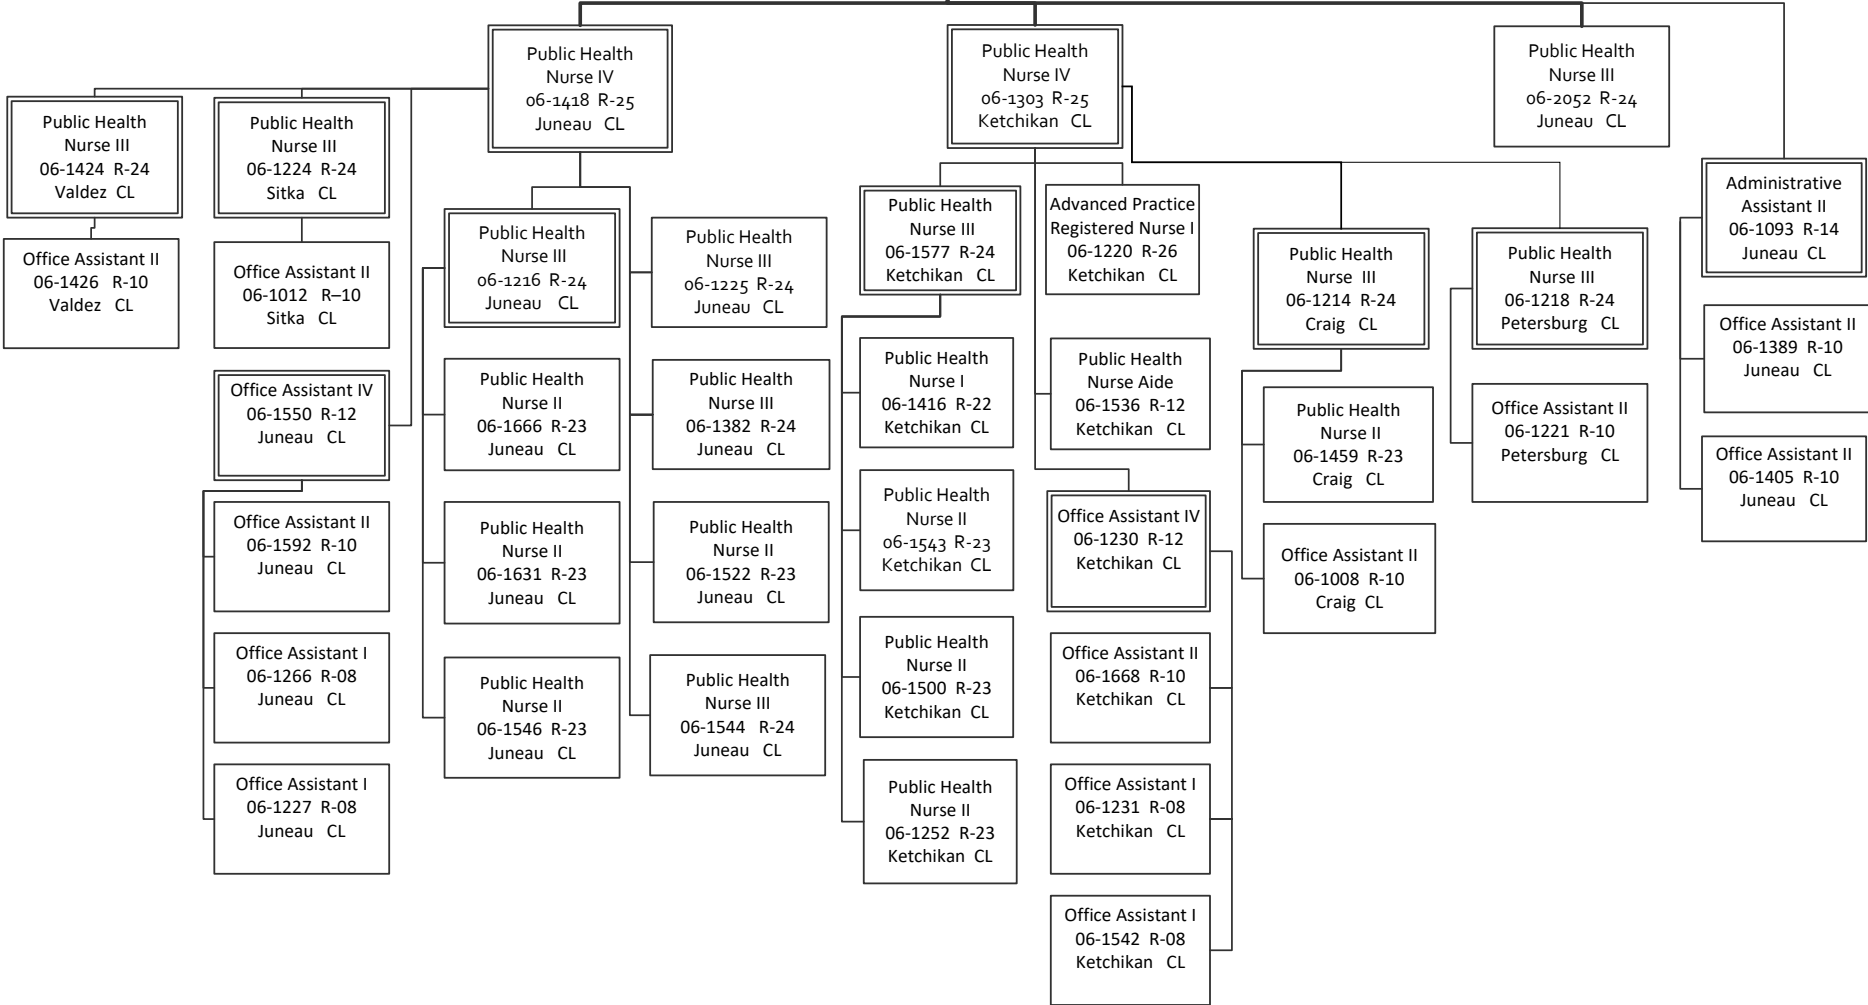 Public Health
Nurse IV
06-1418 R-25
Juneau CL
Public Health
Nurse IV
06-1303 R-25
Ketchikan CL
Public Health
Nurse III
06-2052 R-24
Juneau CL
Public Health
Nurse III
06-1424 R-24
Valdez CL
Public Health
Nurse III
06-1224 R-24
Sitka CL
Administrative
Assistant II
06-1093 R-14
Juneau CL
Office Assistant II
06-1426 R-10
Valdez CL
Office Assistant II
06-1012 R–10
Sitka CL
Public Health
Nurse III
06-1216 R-24
Juneau CL
Public Health
Nurse III
06-1225 R-24
Juneau CL
Public Health
Nurse III
06-1577 R-24
Ketchikan CL
Advanced Practice
Registered Nurse I
06-1220 R-26
Ketchikan CL
Public Health
Nurse III
06-1214 R-24
Craig CL
Public Health
Nurse III
06-1218 R-24
Petersburg CL
Office Assistant II
06-1389 R-10
Juneau CL
Office Assistant IV
06-1550 R-12
Juneau CL
Public Health
Nurse II
06-1666 R-23
Juneau CL
Public Health
Nurse III
06-1382 R-24
Juneau CL
Public Health
Nurse I
06-1416 R-22
Ketchikan CL
Public Health
Nurse Aide
06-1536 R-12
Ketchikan CL
Public Health
Nurse II
06-1459 R-23
Craig CL
Office Assistant II
06-1221 R-10
Petersburg CL
Office Assistant II
06-1405 R-10
Juneau CL
Office Assistant II
06-1592 R-10
Juneau CL
Public Health
Nurse II
06-1631 R-23
Juneau CL
Public Health
Nurse II
06-1522 R-23
Juneau CL
Public Health
Nurse II
06-1543 R-23
Ketchikan CL
Office Assistant IV
06-1230 R-12
Ketchikan CL
Office Assistant II
06-1008 R-10
Craig CL
Office Assistant I
06-1266 R-08
Juneau CL
Public Health
Nurse II
06-1546 R-23
Juneau CL
Public Health
Nurse III
06-1544 R-24
Juneau CL
Public Health
Nurse II
06-1500 R-23
Ketchikan CL
Office Assistant II
06-1668 R-10
Ketchikan CL
Office Assistant I
06-1227 R-08
Juneau CL
Public Health
Nurse II
06-1252 R-23
Ketchikan CL
Office Assistant I
06-1231 R-08
Ketchikan CL
Office Assistant I
06-1542 R-08
Ketchikan CL